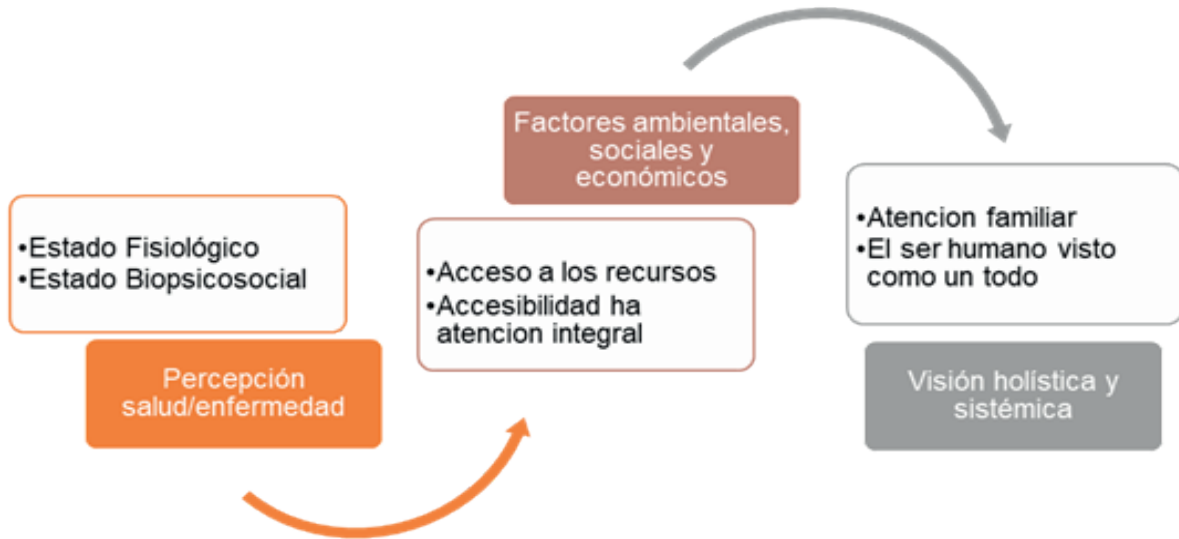 •Estado Fisiológico
•Estado Biopsicosocial
Percepción
salud/enfermedad
Factores ambientales,
sociales y
económicos
•Acceso a los recursos
•Accesibilidad ha
atencion integral
•Atencion familiar
•El ser humano visto
como un todo
Visión holística y
sistémica